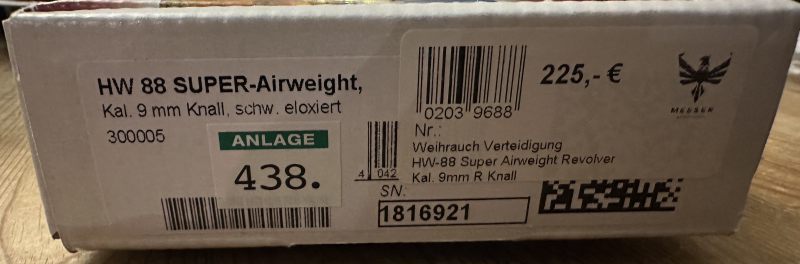 HW 88 SUPER-Airweight,
Kal. 9 mm Knall, schw. eloxiert
300005
ANLAGE
438.
4 042
0203 9688
225,- €
MESSER
Nr.:
Weihrauch Verteidigung
HW-88 Super Airweight Revolver
Kal. 9mm R Knall
SN:
1816921